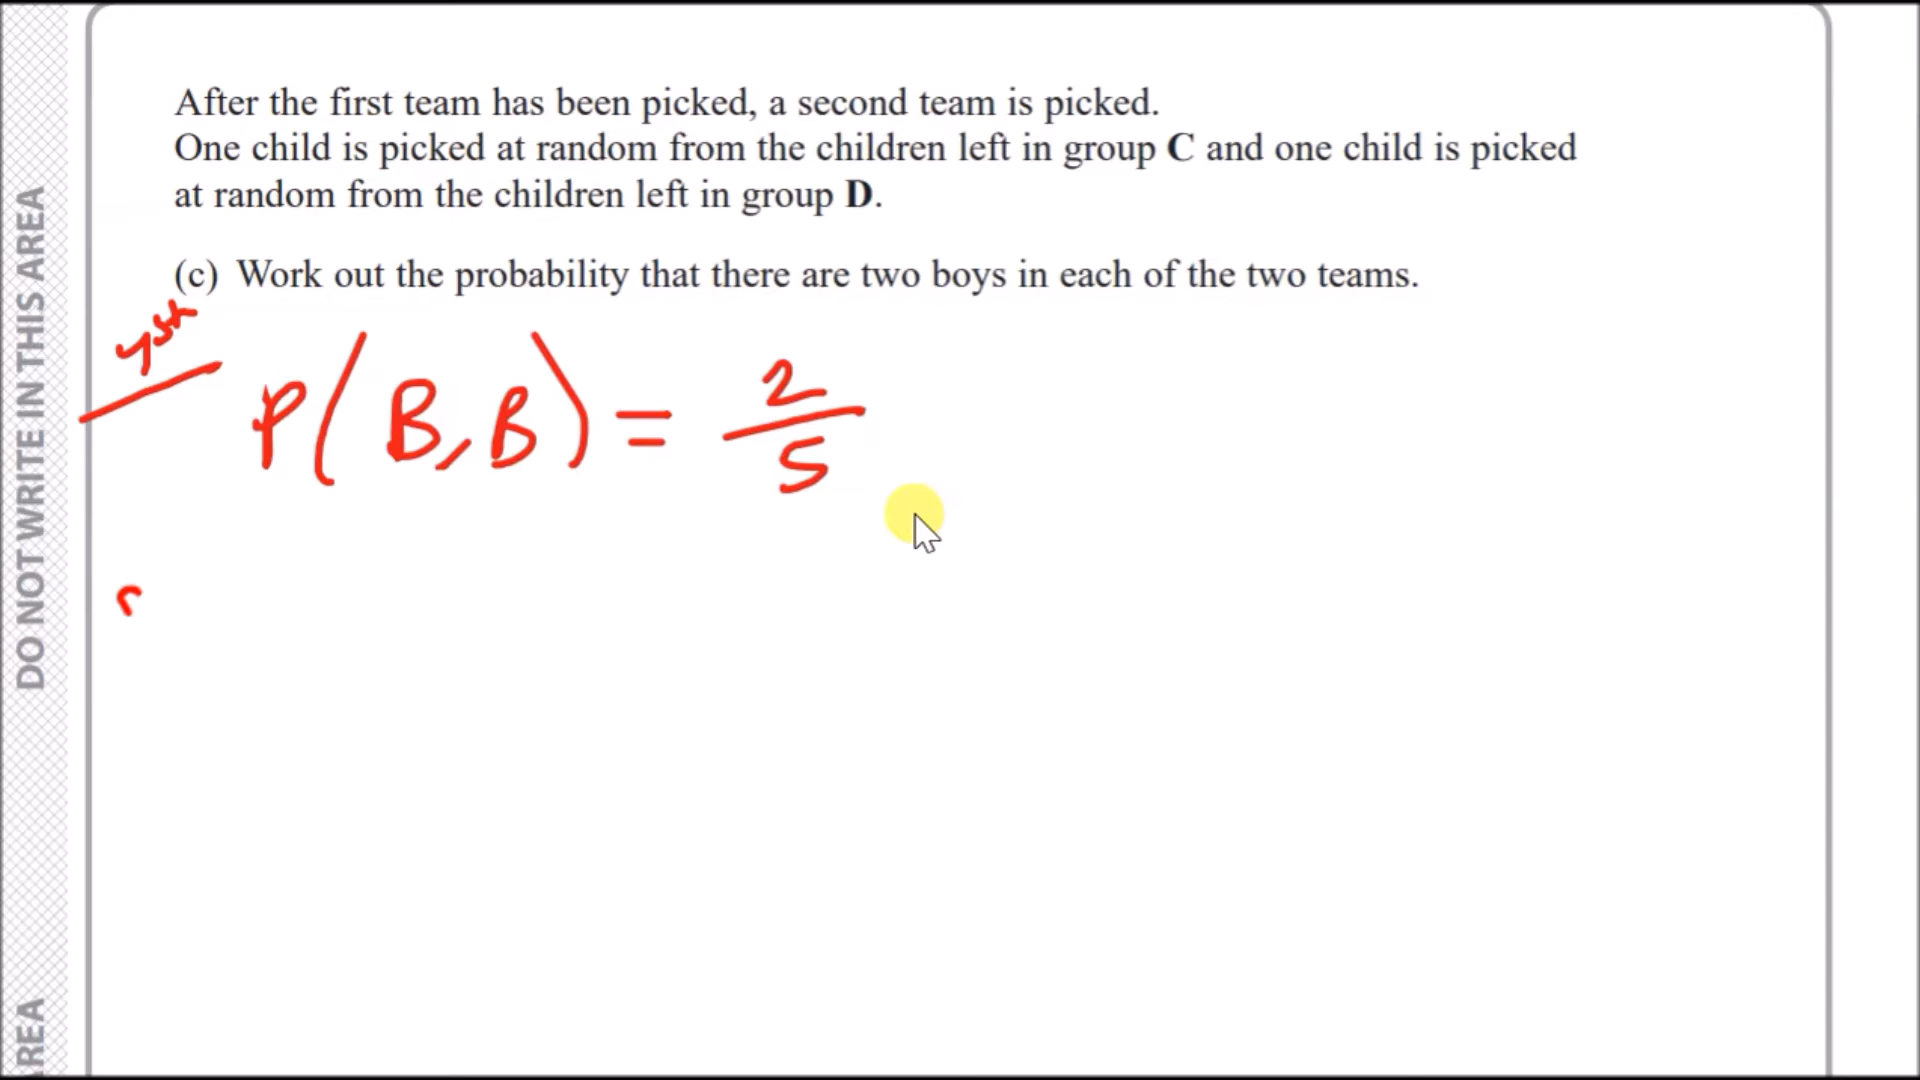 After the first team has been picked, a second team is picked.
One child is picked at random from the children left in group C and one child is picked
at random from the children left in group D.
(c) Work out the probability that there are two boys in each of the two teams.
1st
P(B,B) = 2/5
DO NOT WRITE IN THIS AREA
AREA